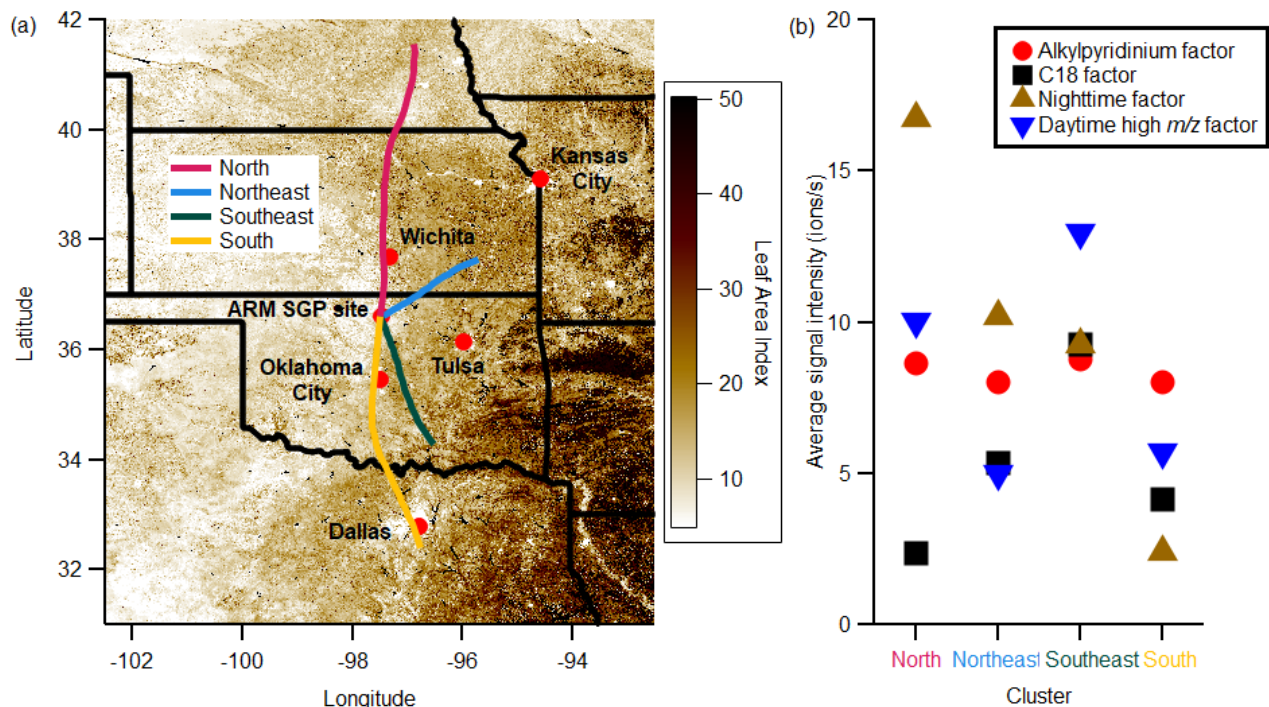 (a)
42
40
38
36
34
32
Latitude
-102
-100
-98
-96
-94
Longitude
North
Northeast
Southeast
South
Kansas
City
Wichita
ARM SGP site
Oklahoma
City
Tulsa
Dallas
50
40
30
20
10
Leaf Area Index
(b)
20
15
10
5
0
Average signal intensity (ions/s)
Alkylpyridinium factor
C18 factor
Nighttime factor
Daytime high m/z factor
North
Northeast
Southeast
South
Cluster